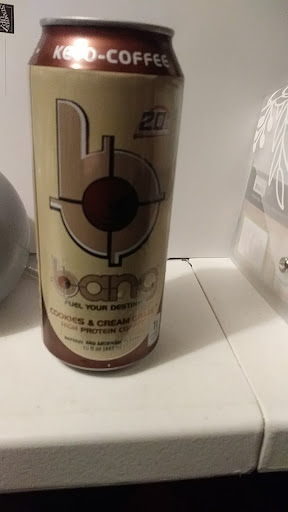 KETO-COFFEE
20
bang
FUEL YOUR DESTINY
COOKIES & CREAM
HIGH PROTEIN